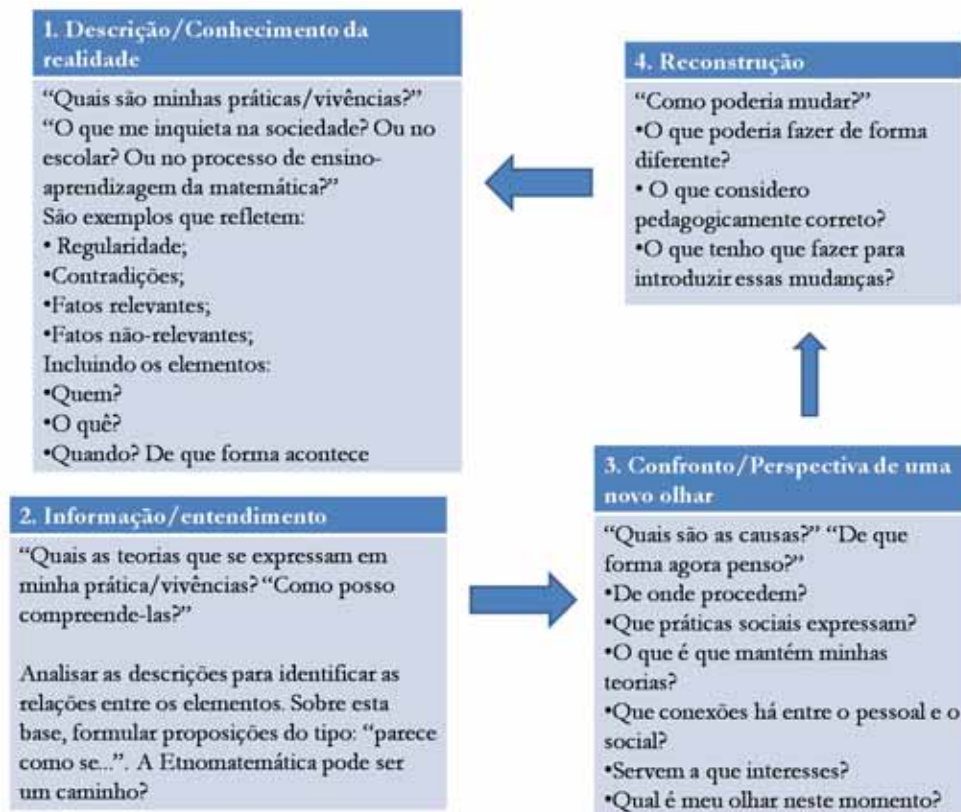 1. Descrição/Conhecimento da
realidade
“Quais são minhas práticas/vivências?”
“O que me inquieta na sociedade? Ou no
escolar? Ou no processo de ensino-
aprendizagem da matemática?”
São exemplos que refletem:
• Regularidade;
•Contradições;
•Fatos relevantes;
•Fatos não-relevantes;
Incluindo os elementos:
•Quem?
•O quê?
•Quando? De que forma acontece
2. Informação/entendimento
“Quais as teorias que se expressam em
minha prática/vivências? “Como posso
compreende-las?”
Analisar as descrições para identificar as
relações entre os elementos. Sobre esta
base, formular proposições do tipo: “parece
como se...”. A Etnomatemática pode ser
um caminho?
3. Confronto/Perspectiva de uma
novo olhar
“Quais são as causas?” “De que
forma agora penso?”
•De onde procedem?
•Que práticas sociais expressam?
•O que é que mantém minhas
teorias?
•Que conexões há entre o pessoal e o
social?
•Servem a que interesses?
•Qual é meu olhar neste momento?
4. Reconstrução
“Como poderia mudar?”
•O que poderia fazer de forma
diferente?
• O que considero
pedagogicamente correto?
•O que tenho que fazer para
introduzir essas mudanças?